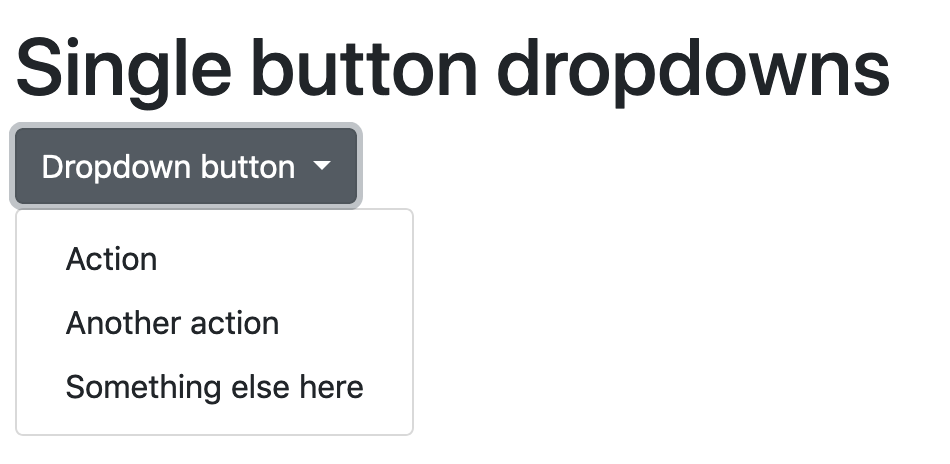 Single button dropdowns
Dropdown button
Action
Another action
Something else here